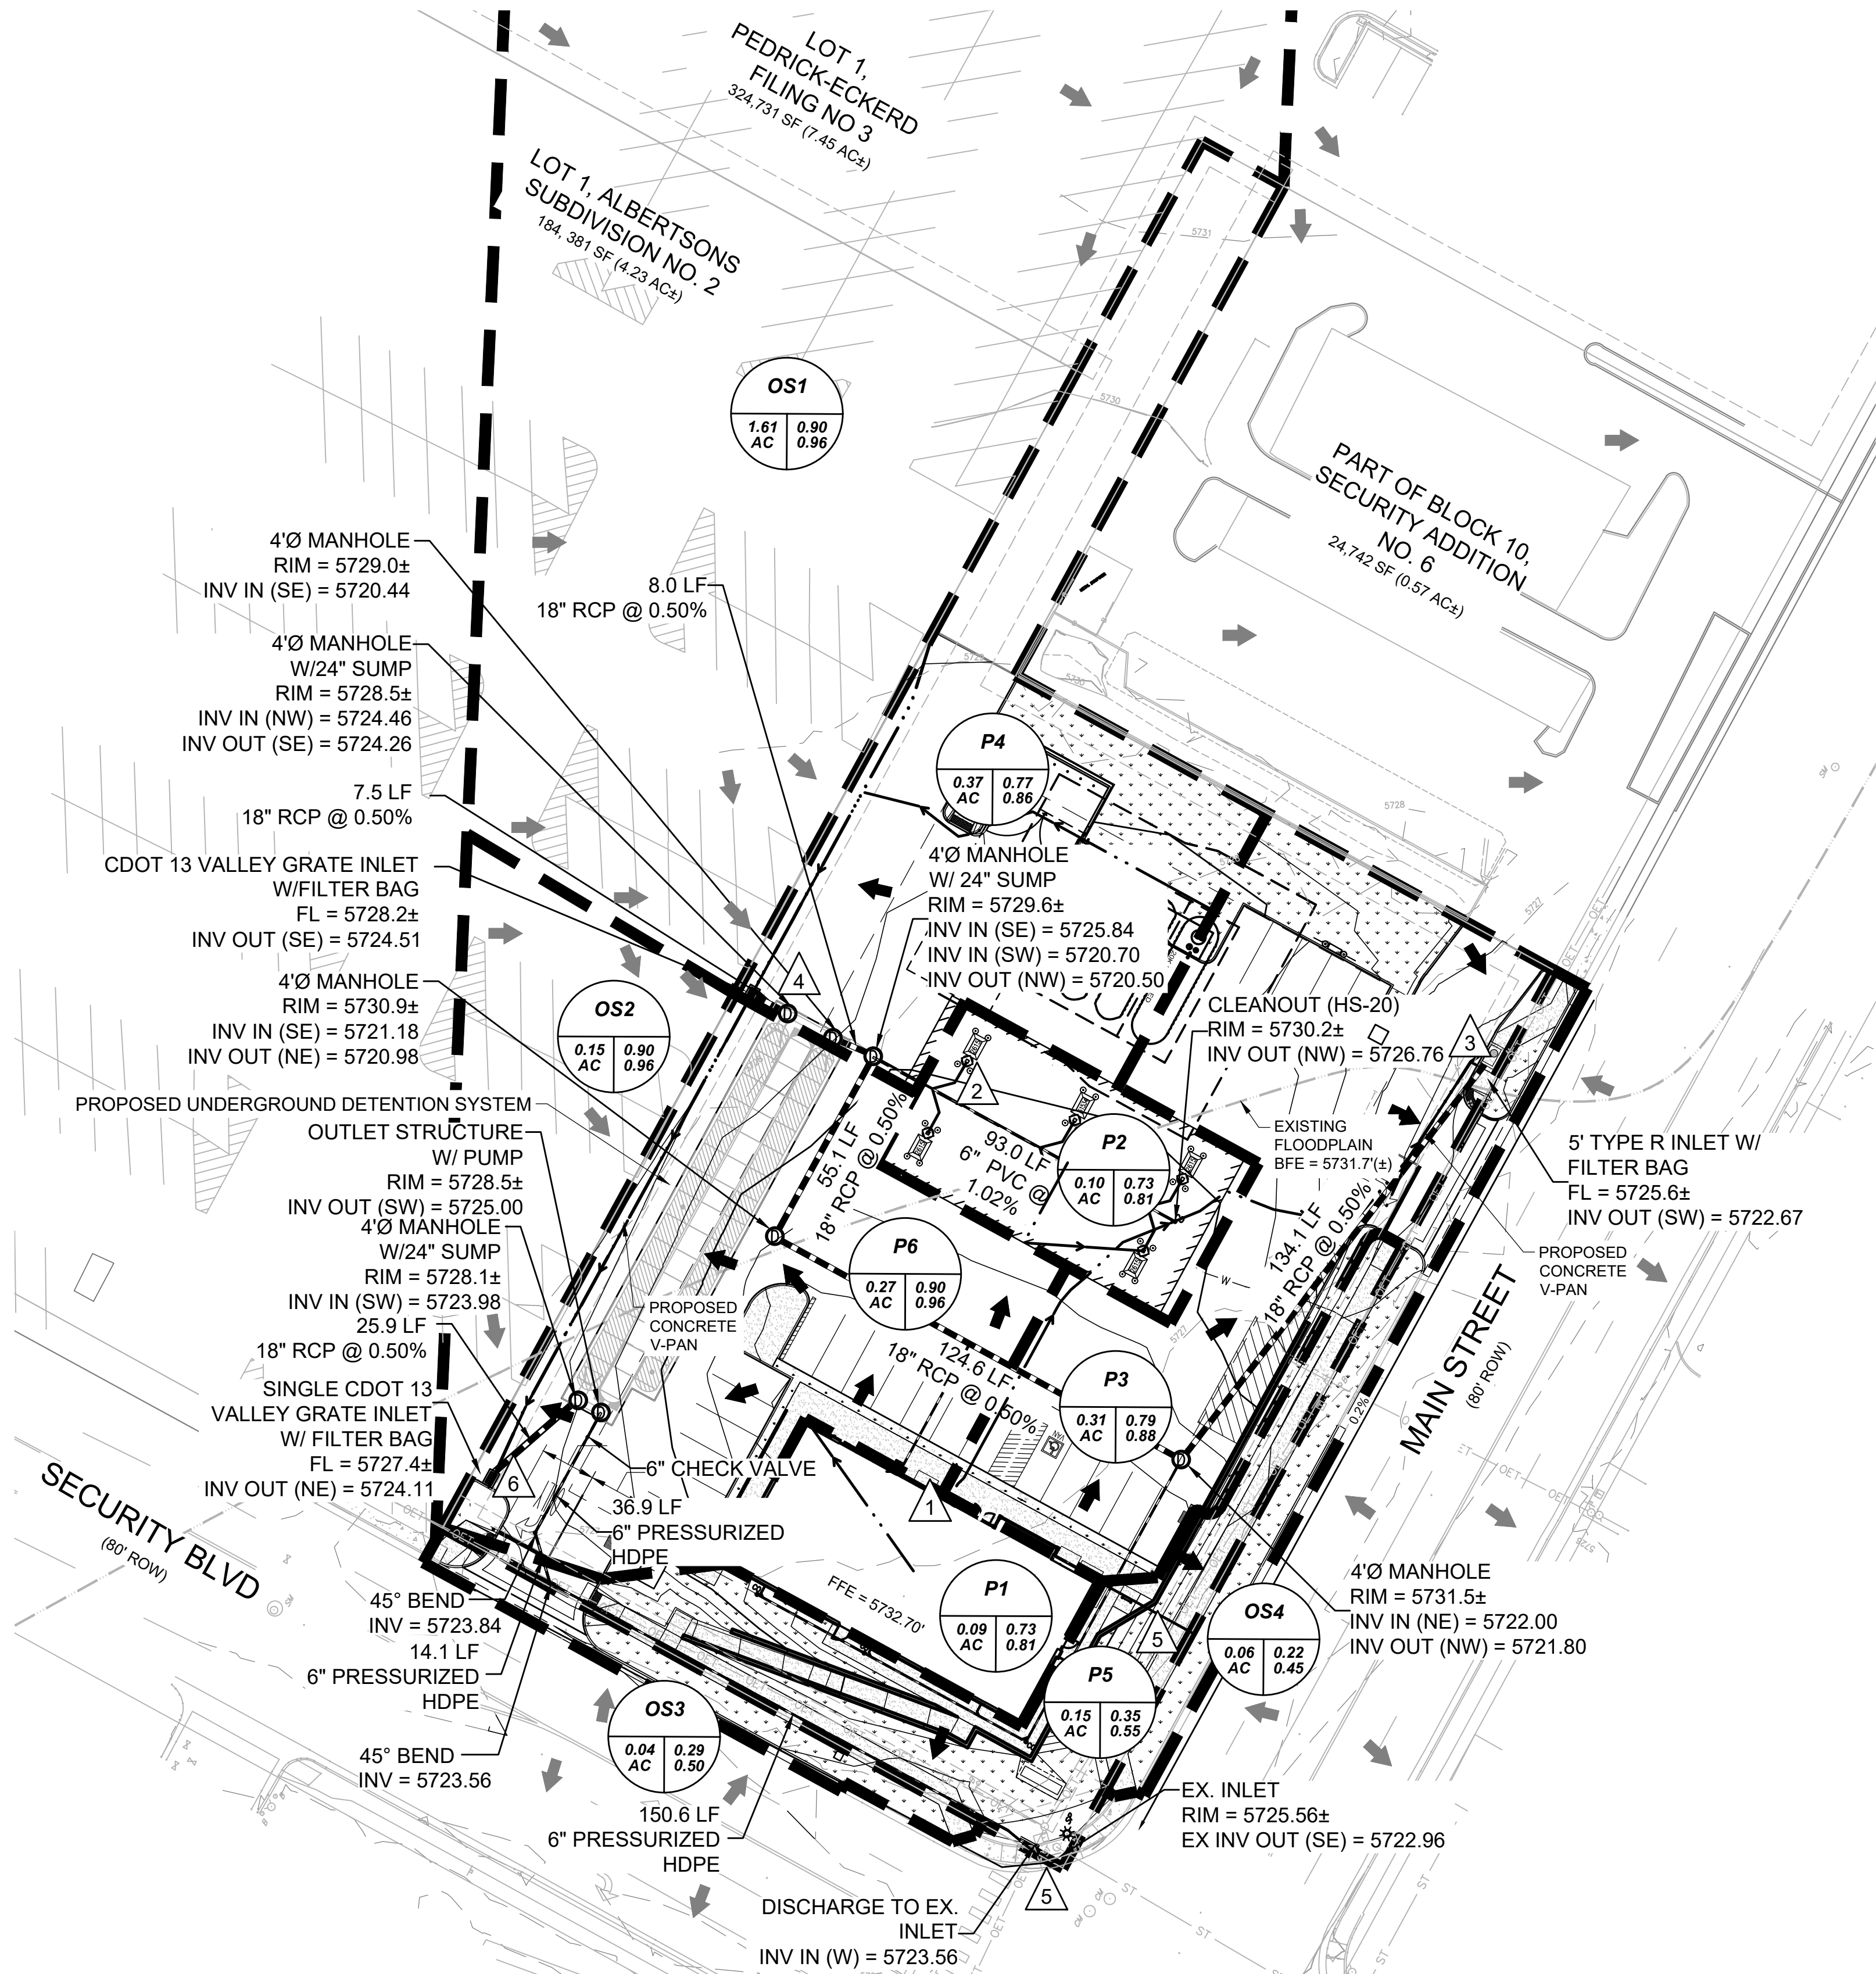 LOT 1,
PEDRICK-ECKERD
FILING NO 3
324,731 SF (7.45 AC±)
LOT 1, ALBERTSONS
SUBDIVISION NO. 2
184, 381 SF (4.23 AC±)
5731
OS1
1.61
AC
0.90
0.96
5730
PART OF BLOCK 10,
SECURITY ADDITION
NO. 6
24,742 SF (0.57 AC±)
4'Ø MANHOLE
RIM = 5729.0±
INV IN (SE) = 5720.44
8.0 LF
18" RCP @ 0.50%
4'Ø MANHOLE
W/24" SUMP
RIM = 5728.5±
INV IN (NW) = 5724.46
INV OUT (SE) = 5724.26
5730
P4
0.37
AC
0.77
0.86
7.5 LF
18" RCP @ 0.50%
5728
CDOT 13 VALLEY GRATE INLET
W/FILTER BAG
FL = 5728.2±
INV OUT (SE) = 5724.51
4'Ø MANHOLE
W/ 24" SUMP
RIM = 5729.6±
INV IN (SE) = 5725.84
INV IN (SW) = 5720.70
INV OUT (NW) = 5720.50
5727
OET
4'Ø MANHOLE
RIM = 5730.9±
INV IN (SE) = 5721.18
INV OUT (NE) = 5720.98
4
OS2
0.15
AC
0.90
0.96
CLEANOUT (HS-20)
RIM = 5730.2±
INV OUT (NW) = 5726.76
3
2
PROPOSED UNDERGROUND DETENTION SYSTEM
55.1 LF
18" RCP @ 0.50%
93.0 LF
6" PVC @
1.02%
P2
0.10
AC
0.73
0.81
EXISTING
FLOODPLAIN
BFE = 5731.7'(±)
5' TYPE R INLET W/
FILTER BAG
FL = 5725.6±
INV OUT (SW) = 5722.67
OUTLET STRUCTURE
W/ PUMP
RIM = 5728.5±
INV OUT (SW) = 5725.00
4'Ø MANHOLE
W/24" SUMP
RIM = 5728.1±
INV IN (SW) = 5723.98
P6
0.27
AC
0.90
0.96
134.1 LF
18" RCP @ 0.50%
PROPOSED
CONCRETE
V-PAN
W
5727
25.9 LF
18" RCP @ 0.50%
PROPOSED
CONCRETE
V-PAN
124.6 LF
18" RCP @ 0.50%
P3
0.31
AC
0.79
0.88
MAIN STREET
(80' ROW)
0.2%
SINGLE CDOT 13
VALLEY GRATE INLET
W/ FILTER BAG
FL = 5727.4±
INV OUT (NE) = 5724.11
VAN
6
6" CHECK VALVE
1
OET
OET
5728
SECURITY BLVD
(80' ROW)
OET
OET
36.9 LF
6" PRESSURIZED
HDPE
FFE = 5732.70'
P1
0.09
AC
0.73
0.81
4'Ø MANHOLE
RIM = 5731.5±
INV IN (NE) = 5722.00
INV OUT (NW) = 5721.80
45° BEND
INV = 5723.84
OS4
0.06
AC
0.22
0.45
14.1 LF
6" PRESSURIZED
HDPE
5
P5
0.15
AC
0.35
0.55
OS3
0.04
AC
0.29
0.50
45° BEND
INV = 5723.56
EX. INLET
RIM = 5725.56±
EX INV OUT (SE) = 5722.96
150.6 LF
6" PRESSURIZED
HDPE
5
ST
ST
ST
ST
OET
DISCHARGE TO EX.
INLET
INV IN (W) = 5723.56